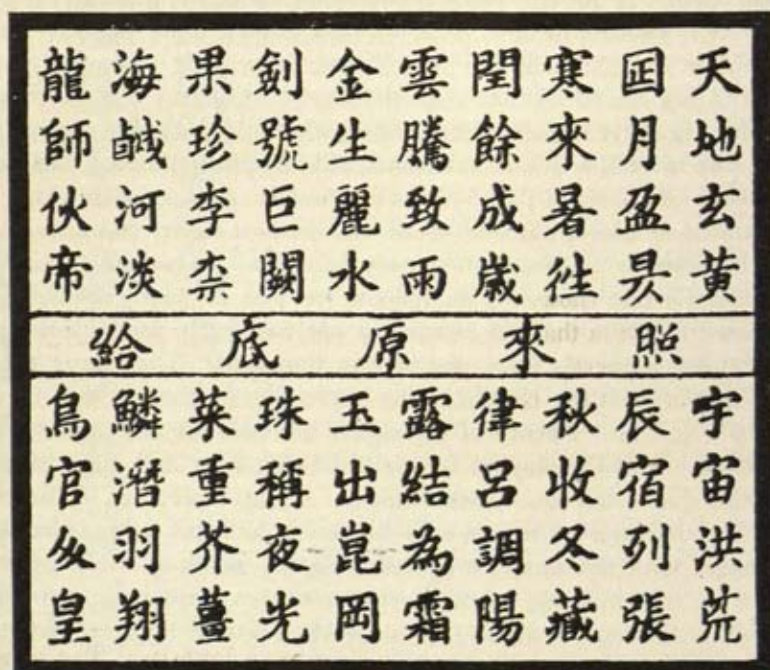 天地玄黃
囸月盈昃
寒來暑徃
閏餘成歲
雲騰致雨
金生麗水
劍號巨闕
果珍李柰
海鹹河淡
龍師伙帝
照來原底給
宇宙洪荒
辰宿列張
秋收冬藏
律呂調陽
露結為霜
玉出崑岡
珠稱夜光
菜重芥薑
鱗潛羽翔
鳥官皇